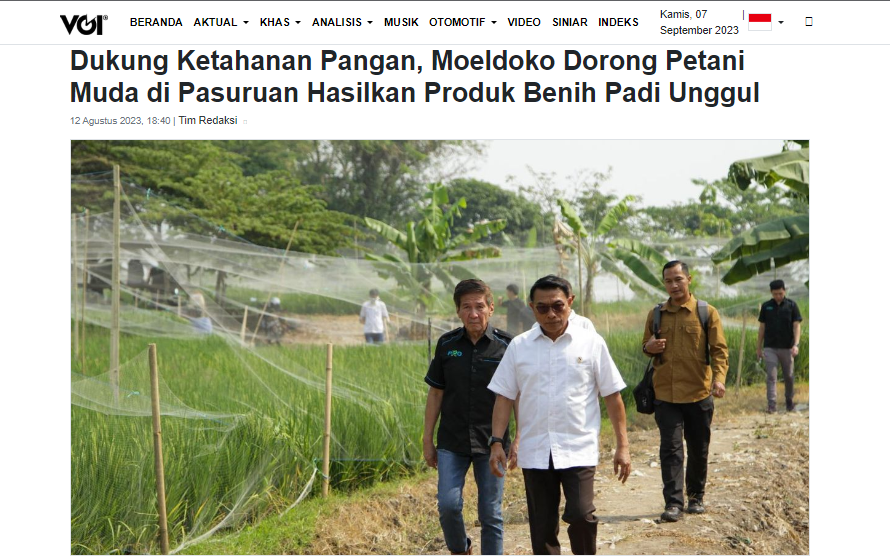 VOI
BERANDA AKTUAL KHAS ANALISIS MUSIK OTOMOTIF VIDEO SINIAR INDEKS
Kamis, 07 |
September 2023
Dukung Ketahanan Pangan, Moeldoko Dorong Petani
Muda di Pasuruan Hasilkan Produk Benih Padi Unggul
12 Agustus 2023, 18:40 | Tim Redaksi